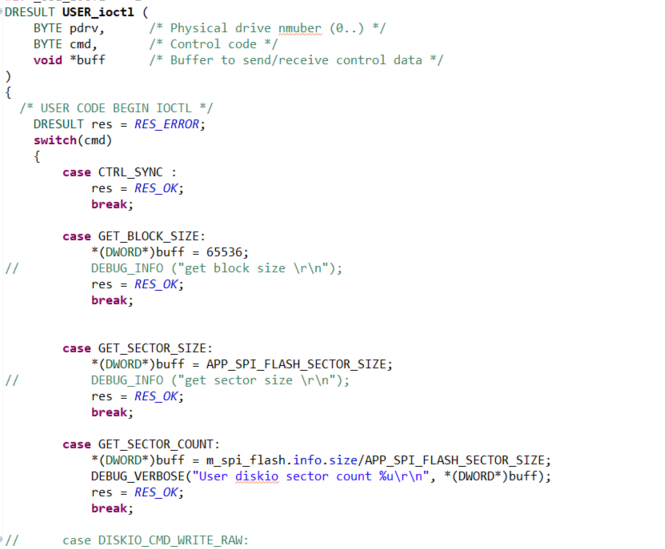 DRESULT USER_ioctl (
BYTE pdrv, /* Physical drive nmuber (0..) */
BYTE cmd, /* Control code */
void *buff /* Buffer to send/receive control data */
)
{
/* USER CODE BEGIN IOCTL */
DRESULT res = RES_ERROR;
switch(cmd)
{
case CTRL_SYNC :
res = RES_OK;
break;
case GET_BLOCK_SIZE:
*(DWORD*)buff = 65536;
// DEBUG_INFO ("get block size \r\n");
res = RES_OK;
break;
case GET_SECTOR_SIZE:
*(DWORD*)buff = APP_SPI_FLASH_SECTOR_SIZE;
// DEBUG_INFO ("get sector size \r\n");
res = RES_OK;
break;
case GET_SECTOR_COUNT:
*(DWORD*)buff = m_spi_flash.info.size/APP_SPI_FLASH_SECTOR_SIZE;
DEBUG_VERBOSE("User diskio sector count %u\r\n", *(DWORD*)buff);
res = RES_OK;
break;
// case DISKIO_CMD_WRITE_RAW: